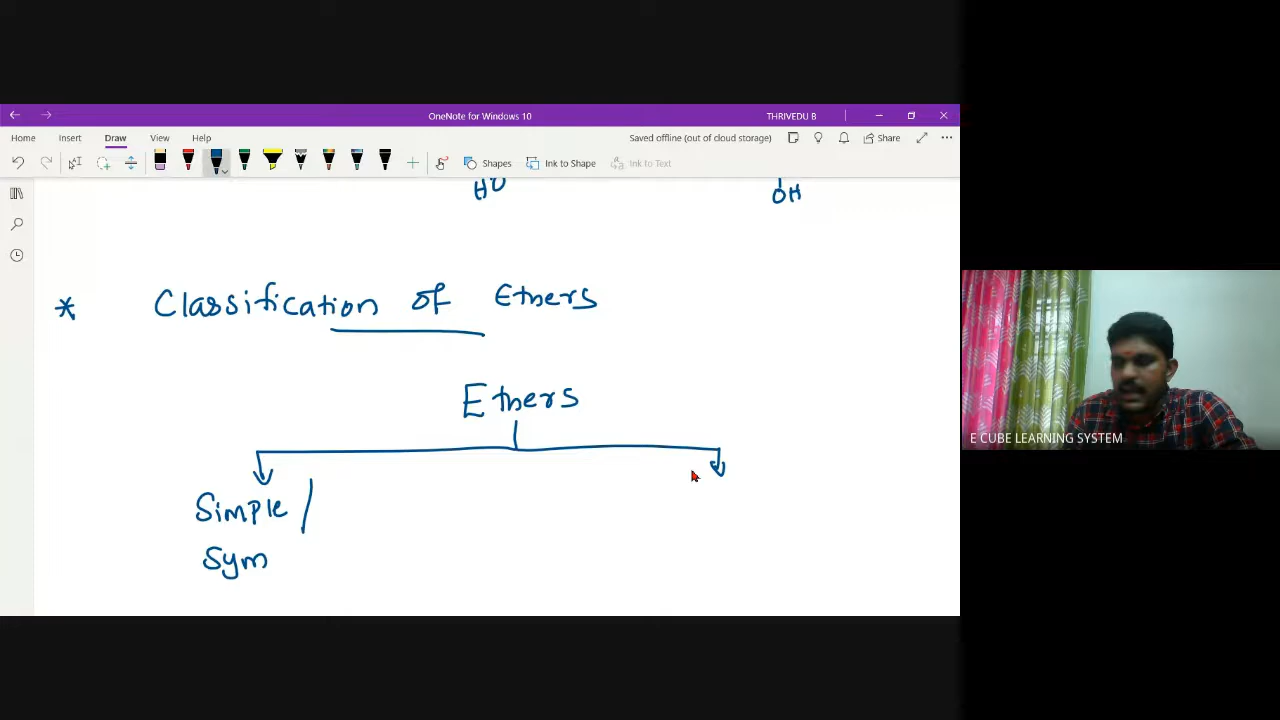 OneNote for Windows 10
THRIVEDU B
Home Insert Draw View Help
Saved offline (out of cloud storage)
Share
Shapes
Ink to Shape
Ink to Text
HO
OH
* Classification of Ethers
Ethers
Simple /
Sym
E CUBE LEARNING SYSTEM